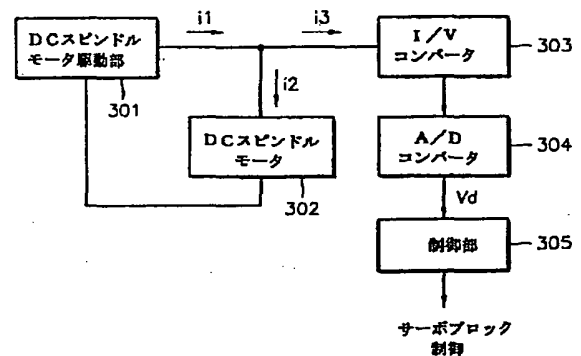 DCスピンドル
モータ駆動部
301
i1
i3
I/V
コンバータ
303
i2
DCスピンドル
モータ
302
A/D
コンバータ
304
Vd
制御部
305
サーボブロック
制御